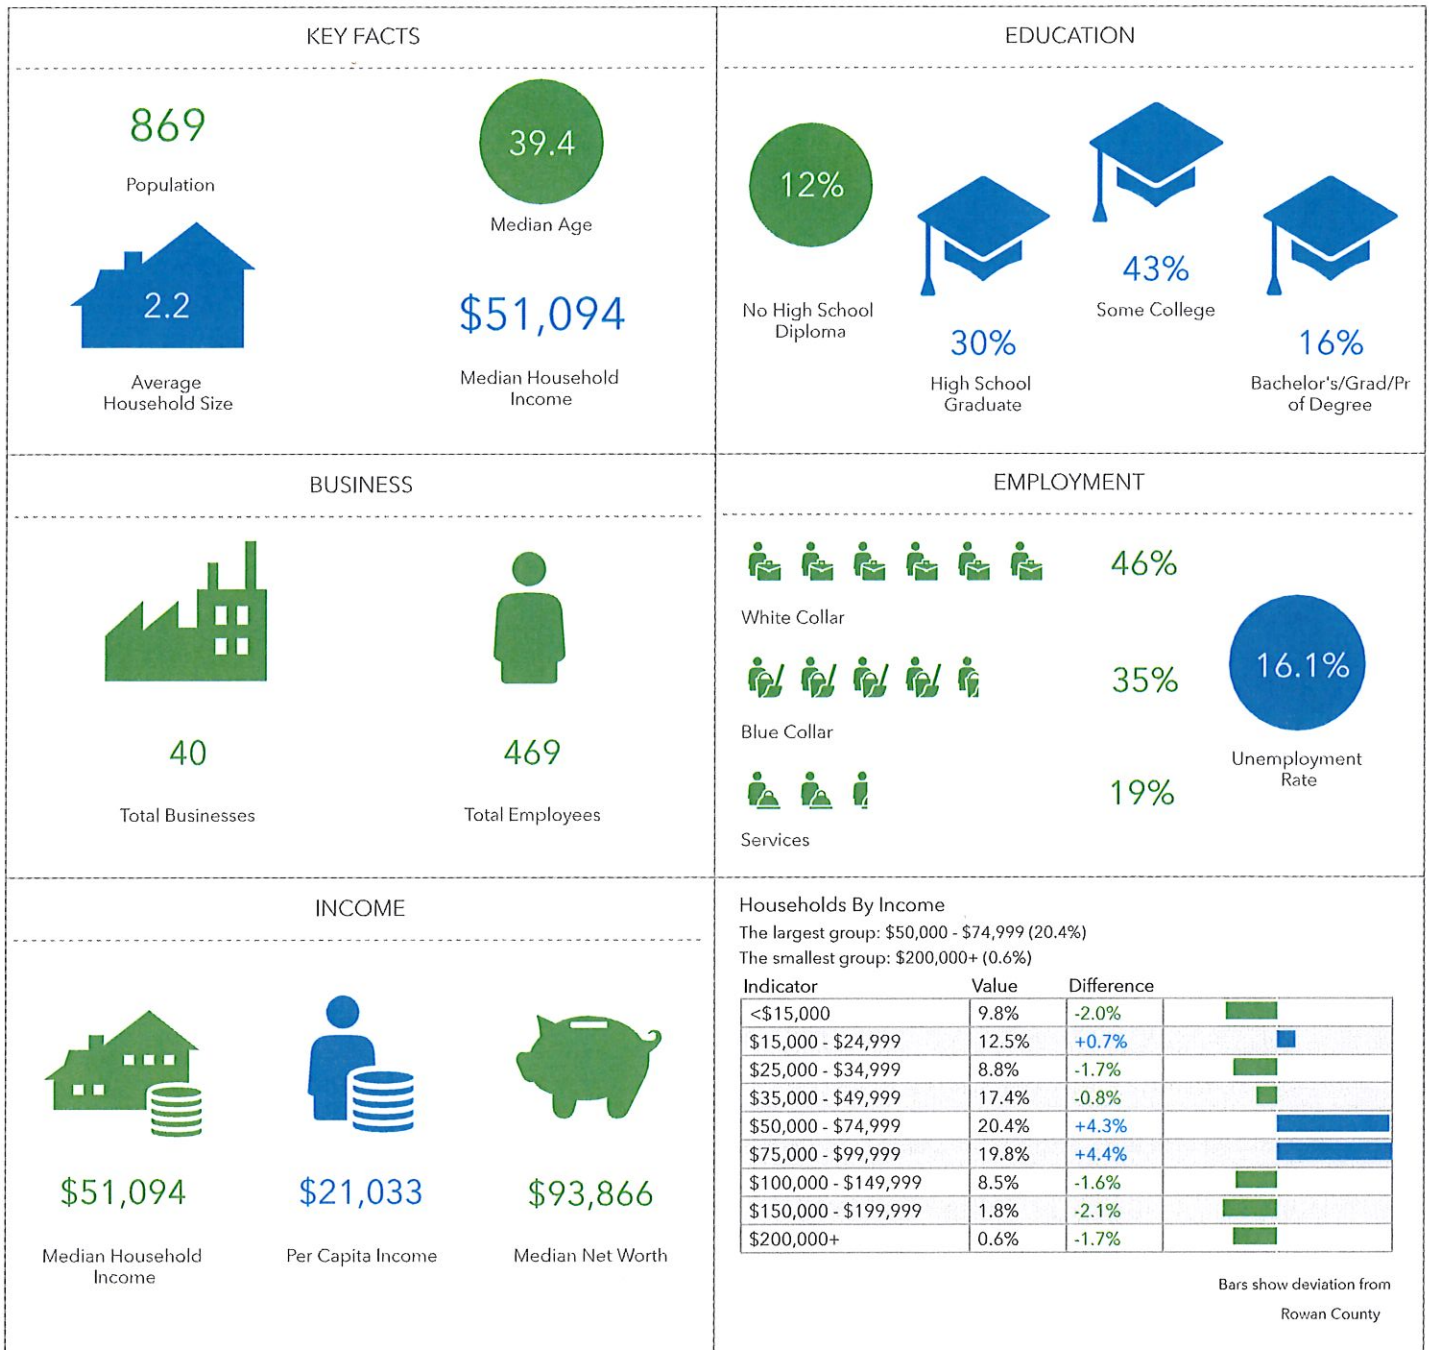 KEY FACTS
869
Population
39.4
Median Age
2.2
Average
Household Size
$51,094
Median Household
Income
EDUCATION
12%
No High School
Diploma
30%
High School
Graduate
43%
Some College
16%
Bachelor's/Grad/Pr
of Degree
BUSINESS
40
Total Businesses
469
Total Employees
EMPLOYMENT
46%
White Collar
35%
Blue Collar
19%
Services
16.1%
Unemployment
Rate
INCOME
$51,094
Median Household
Income
$21,033
Per Capita Income
$93,866
Median Net Worth
Households By Income
The largest group: $50,000 - $74,999 (20.4%)
The smallest group: $200,000+ (0.6%)
Indicator Value Difference
<$15,000 9.8% -2.0%
$15,000 - $24,999 12.5% +0.7%
$25,000 - $34,999 8.8% -1.7%
$35,000 - $49,999 17.4% -0.8%
$50,000 - $74,999 20.4% +4.3%
$75,000 - $99,999 19.8% +4.4%
$100,000 - $149,999 8.5% -1.6%
$150,000 - $199,999 1.8% -2.1%
$200,000+ 0.6% -1.7%
Bars show deviation from
Rowan County